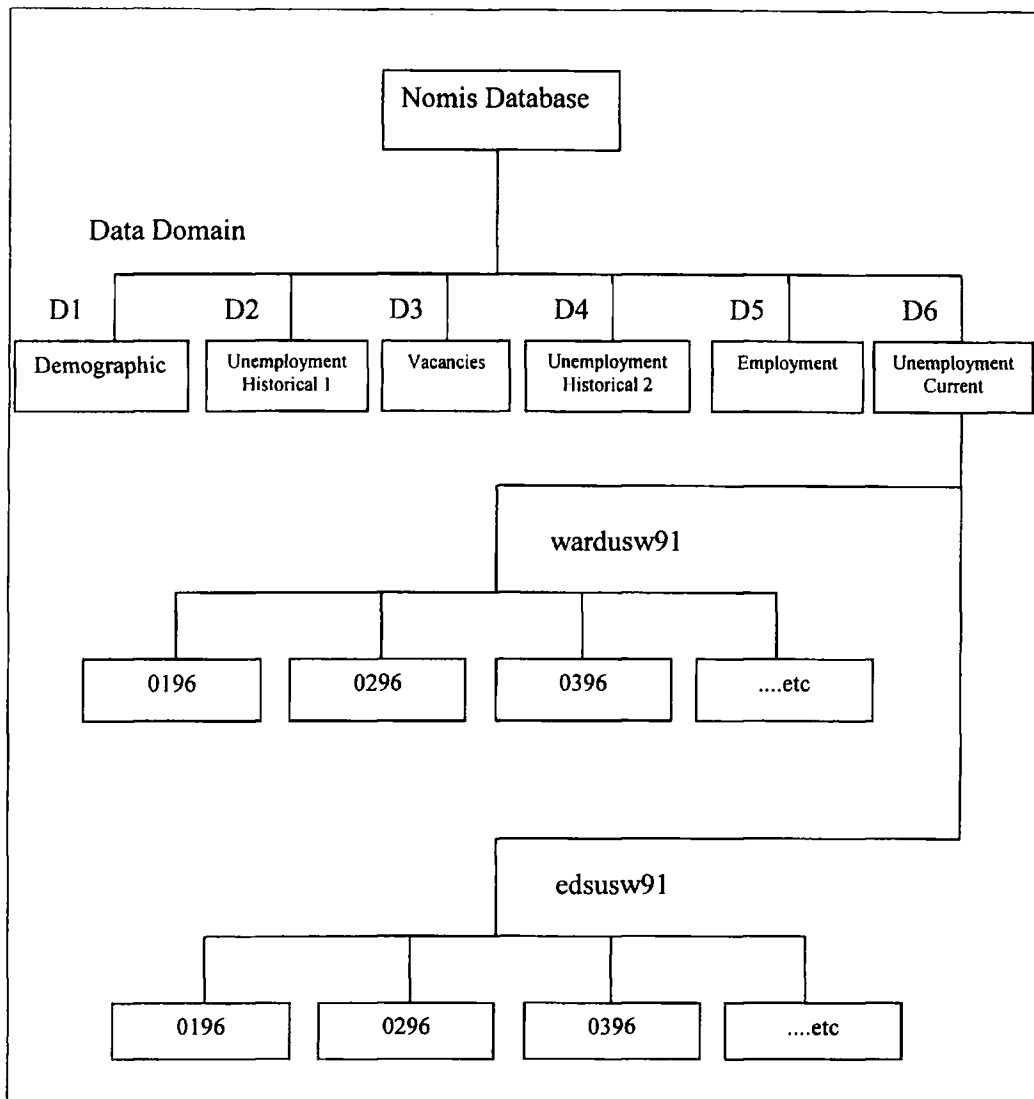 Nomis Database
Data Domain
D1 D2 D3 D4 D5 D6
Demographic
Unemployment
Historical 1
Vacancies
Unemployment
Historical 2
Employment
Unemployment
Current
wardusw91
0196 0296 0396 ....etc
edsusw91
0196 0296 0396 ....etc